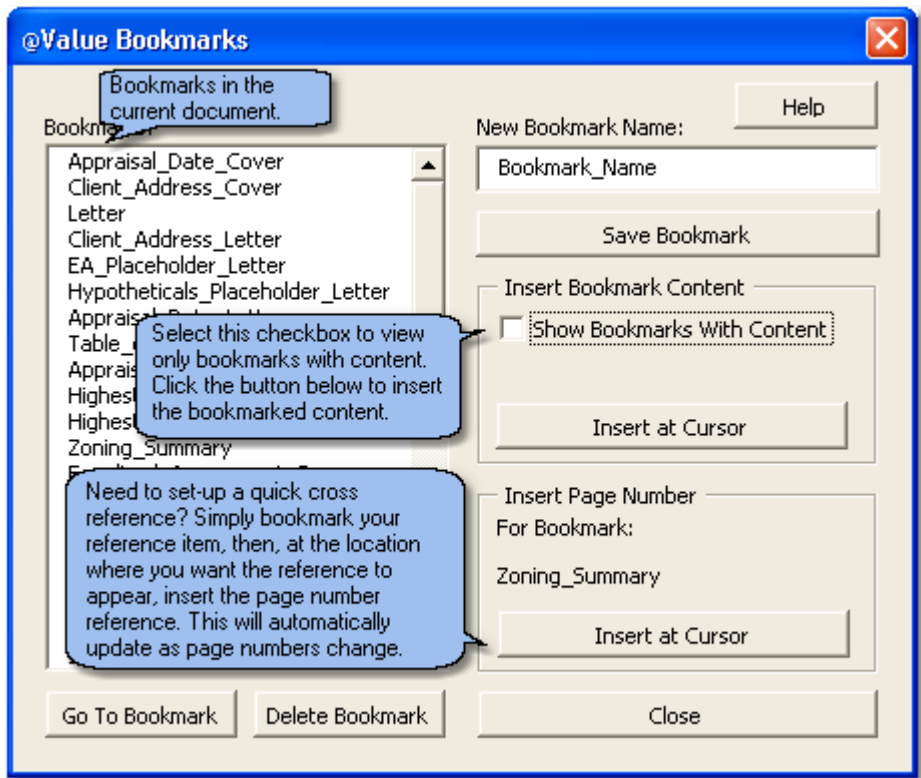 @Value Bookmarks
Bookmarks in the
current document.
Help
New Bookmark Name:
Appraisal_Date_Cover
Client_Address_Cover
Letter
Client_Address_Letter
EA_Placeholder_Letter
Hypotheticals_Placeholder_Letter
Zoning_Summary
Bookmark_Name
Save Bookmark
Insert Bookmark Content
Show Bookmarks With Content
Select this checkbox to view
only bookmarks with content.
Click the button below to insert
the bookmarked content.
Insert at Cursor
Need to set-up a quick cross
reference? Simply bookmark your
reference item, then, at the location
where you want the reference to
appear, insert the page number
reference. This will automatically
update as page numbers change.
Insert Page Number
For Bookmark:
Zoning_Summary
Insert at Cursor
Go To Bookmark
Delete Bookmark
Close